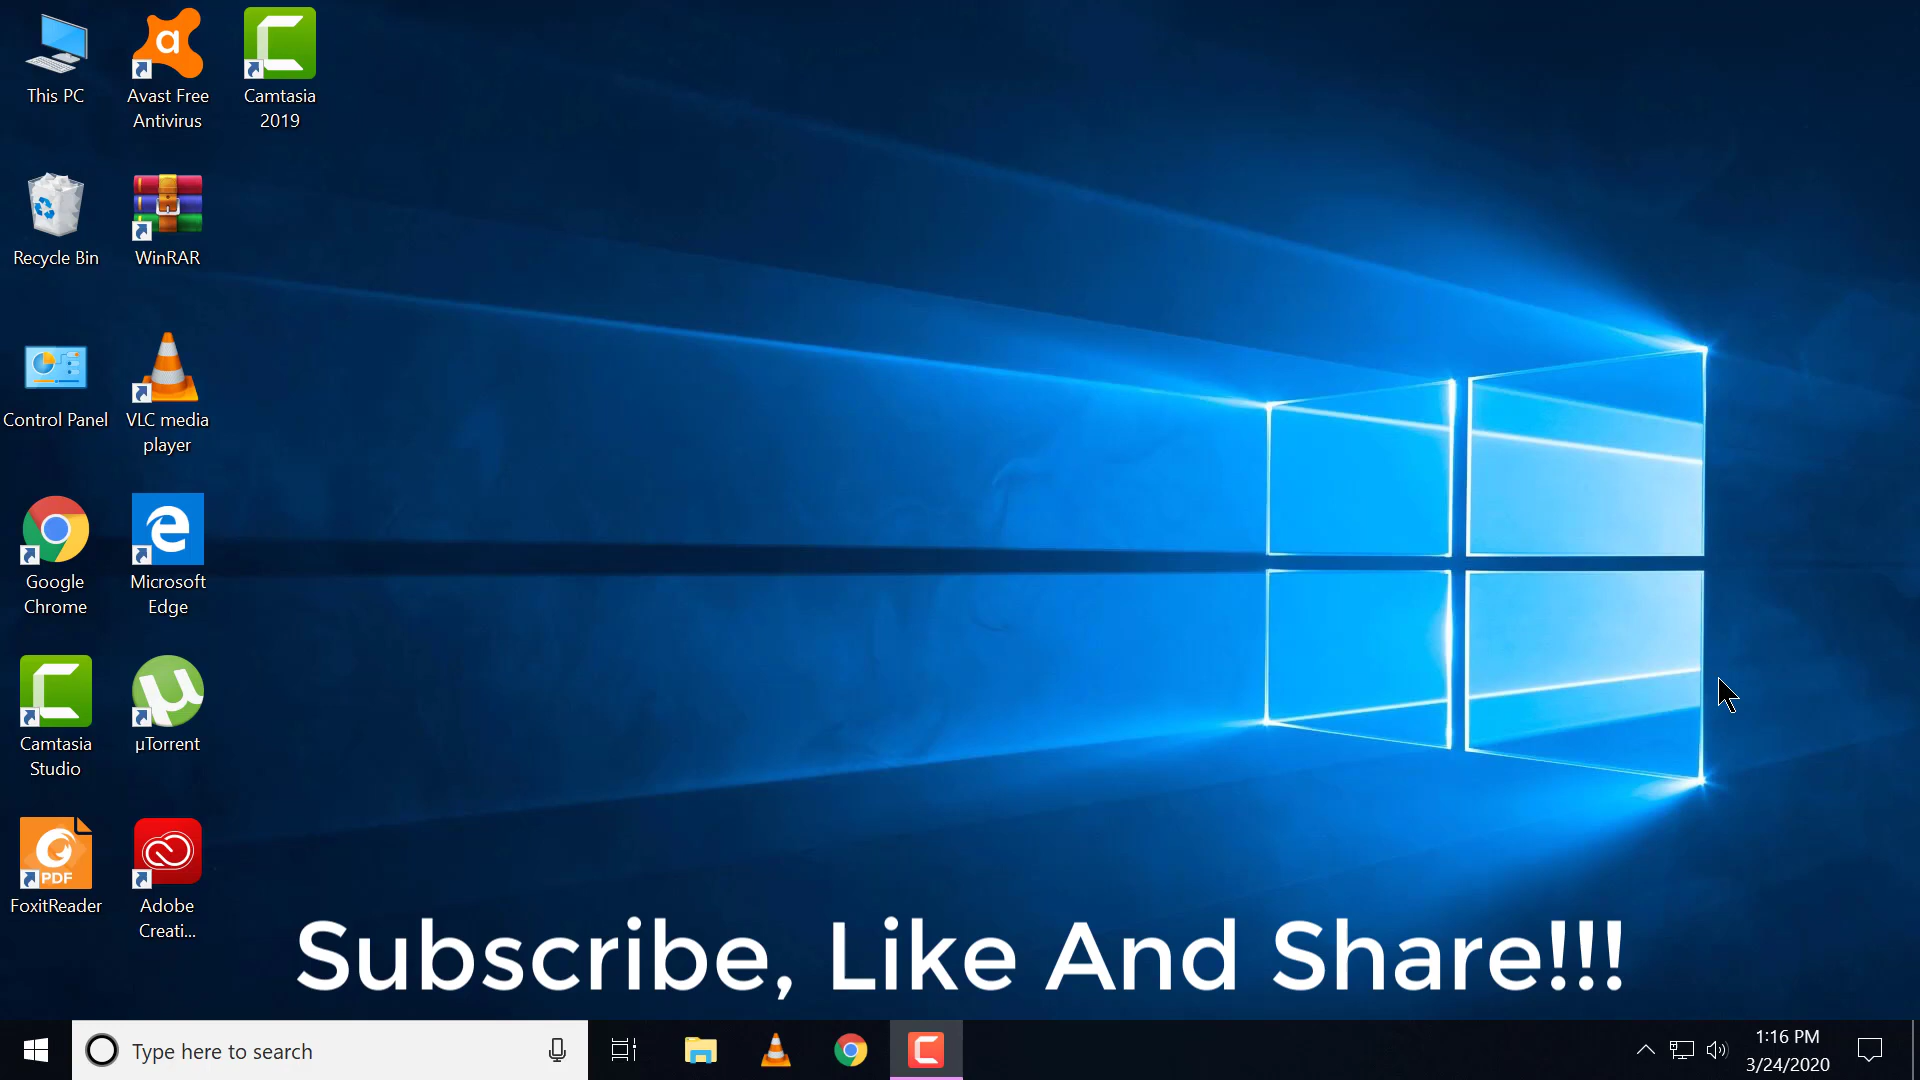 This PC
Avast Free
Antivirus
Camtasia
2019
Recycle Bin
WinRAR
Control Panel
VLC media
player
Google
Chrome
Microsoft
Edge
Camtasia
Studio
µTorrent
PDF
FoxitReader
Adobe
Creati...
Subscribe, Like And Share!!!
Type here to search
1:16 PM
3/24/2020